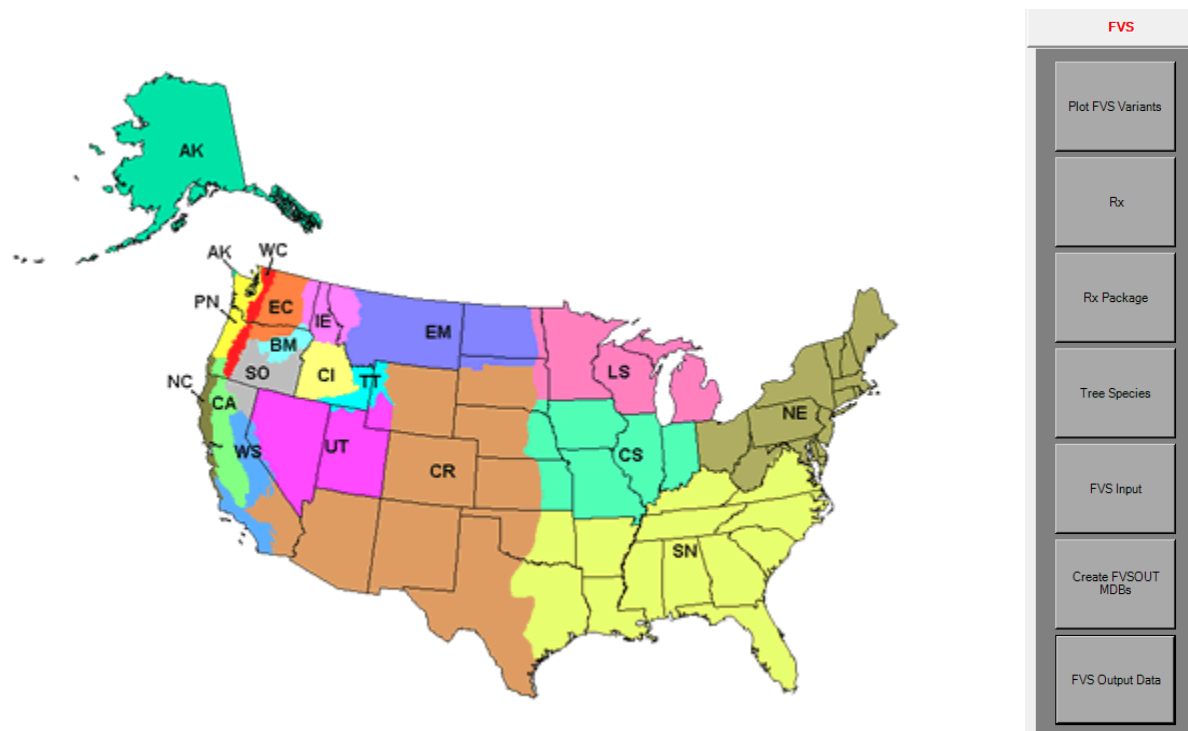 AK
AK
WC
PN
EC
IE
EM
BM
SO
CI
TT
LS
NC
CA
NE
WS
UT
CR
CS
SN
FVS
Plot FVS Variants
Rx
Rx Package
Tree Species
FVS Input
Create FVSOUT
MDBs
FVS Output Data